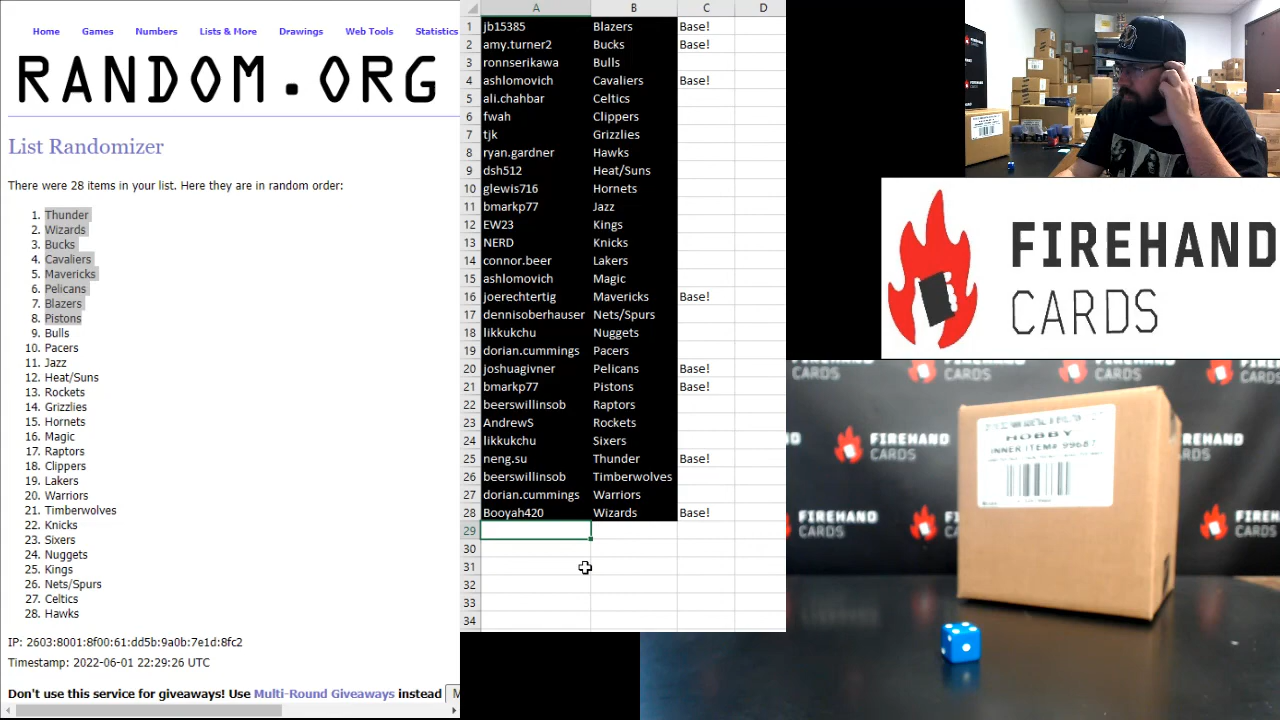 Home Games Numbers Lists & More Drawings Web Tools Statistics
RANDOM.ORG
List Randomizer
There were 28 items in your list. Here they are in random order:
1. Thunder
2. Wizards
3. Bucks
4. Cavaliers
5. Mavericks
6. Pelicans
7. Blazers
8. Pistons
9. Bulls
10. Pacers
11. Jazz
12. Heat/Suns
13. Rockets
14. Grizzlies
15. Hornets
16. Magic
17. Raptors
18. Clippers
19. Lakers
20. Warriors
21. Timberwolves
22. Knicks
23. Sixers
24. Nuggets
25. Kings
26. Nets/Spurs
27. Celtics
28. Hawks
IP: 2603:8001:8f00:61:dd5b:9a0b:7e1d:8fc2
Timestamp: 2022-06-01 22:29:26 UTC
Don't use this service for giveaways! Use Multi-Round Giveaways instead
A B C D
1 jb15385 Blazers Base!
2 amy.turner2 Bucks Base!
3 ronnserikawa Bulls
4 ashlomovich Cavaliers Base!
5 ali.chahbar Celtics
6 fwah Clippers
7 tjk Grizzlies
8 ryan.gardner Hawks
9 dsh512 Heat/Suns
10 glewis716 Hornets
11 bmarkp77 Jazz
12 EW23 Kings
13 NERD Knicks
14 connor.beer Lakers
15 ashlomovich Magic
16 joerechtertig Mavericks Base!
17 dennisoberhauser Nets/Spurs
18 likkukchu Nuggets
19 dorian.cummings Pacers
20 joshuagivner Pelicans Base!
21 bmarkp77 Pistons Base!
22 beerswillinsob Raptors
23 AndrewS Rockets
24 likkukchu Sixers
25 neng.su Thunder Base!
26 beerswillinsob Timberwolves
27 dorian.cummings Warriors
28 Booyah420 Wizards Base!
29
30
31
32
33
34
FIREHAND
CARDS
HOBBY
INNER ITEM# 99687
FIREHAND
CARDS
FIREHAND
CARDS
FIREHAND
CARDS
FIREHAND
CARDS